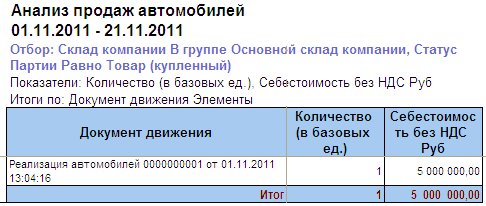 Анализ продаж автомобилей
01.11.2011 - 21.11.2011
Отбор: Склад компании В группе Основной склад компании, Статус
Партии Равно Товар (купленный)
Показатели: Количество (в базовых ед.), Себестоимость без НДС Руб
Итоги по: Документ движения Элементы
Документ движения
Количество
(в базовых
ед.)
Себестоимос
ть без НДС
Руб
Реализация автомобилей 0000000001 от 01.11.2011
13:04:16
1
5 000 000,00
Итог
1
5 000 000,00